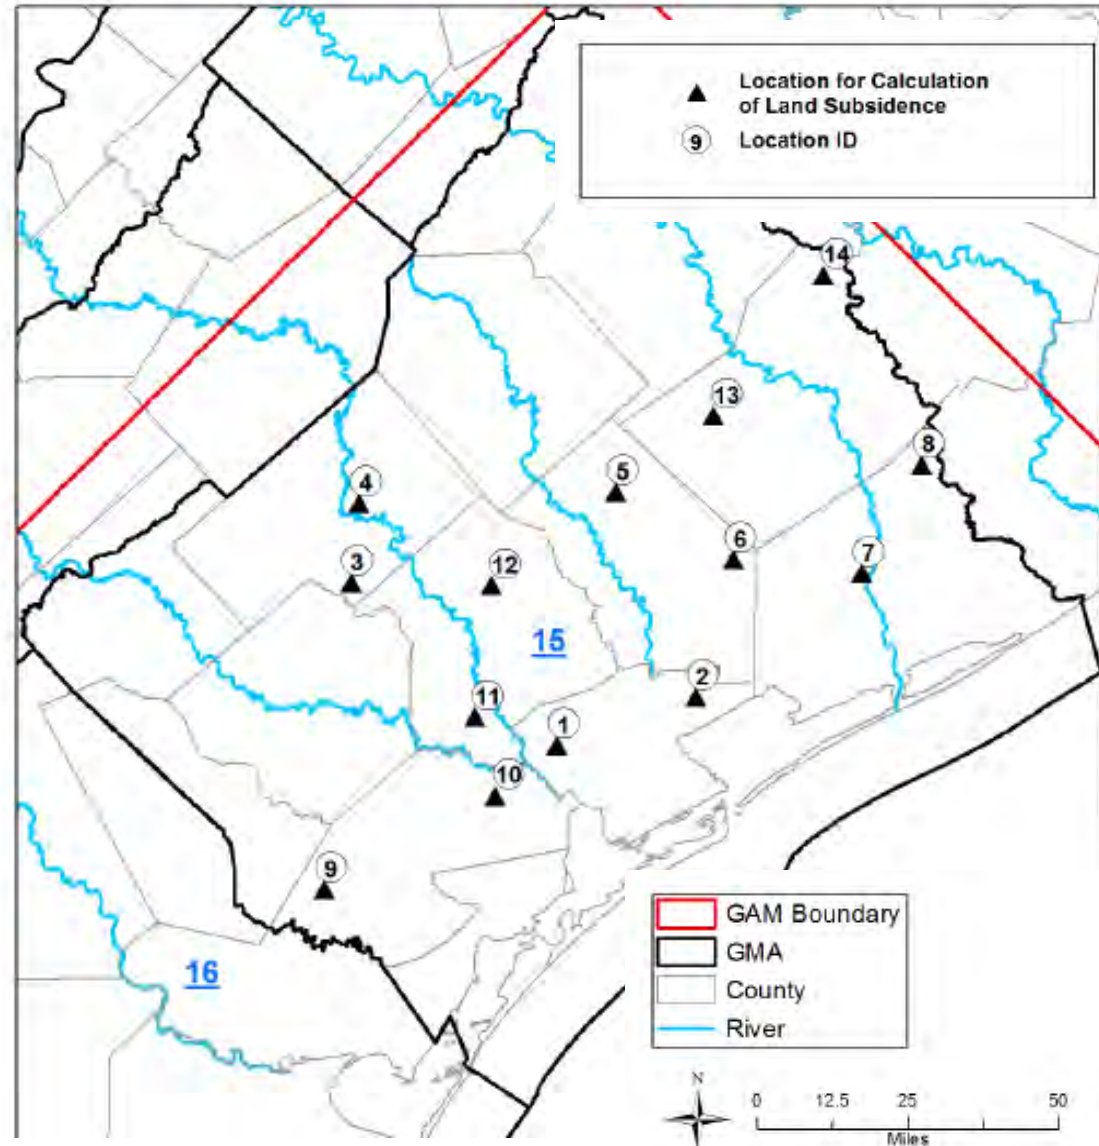 Location for Calculation
of Land Subsidence
9 Location ID
14
13
8
5
4
6
7
3
12
15
2
11
1
10
9
16
GAM Boundary
GMA
County
River
N
0 12.5 25 50
Miles